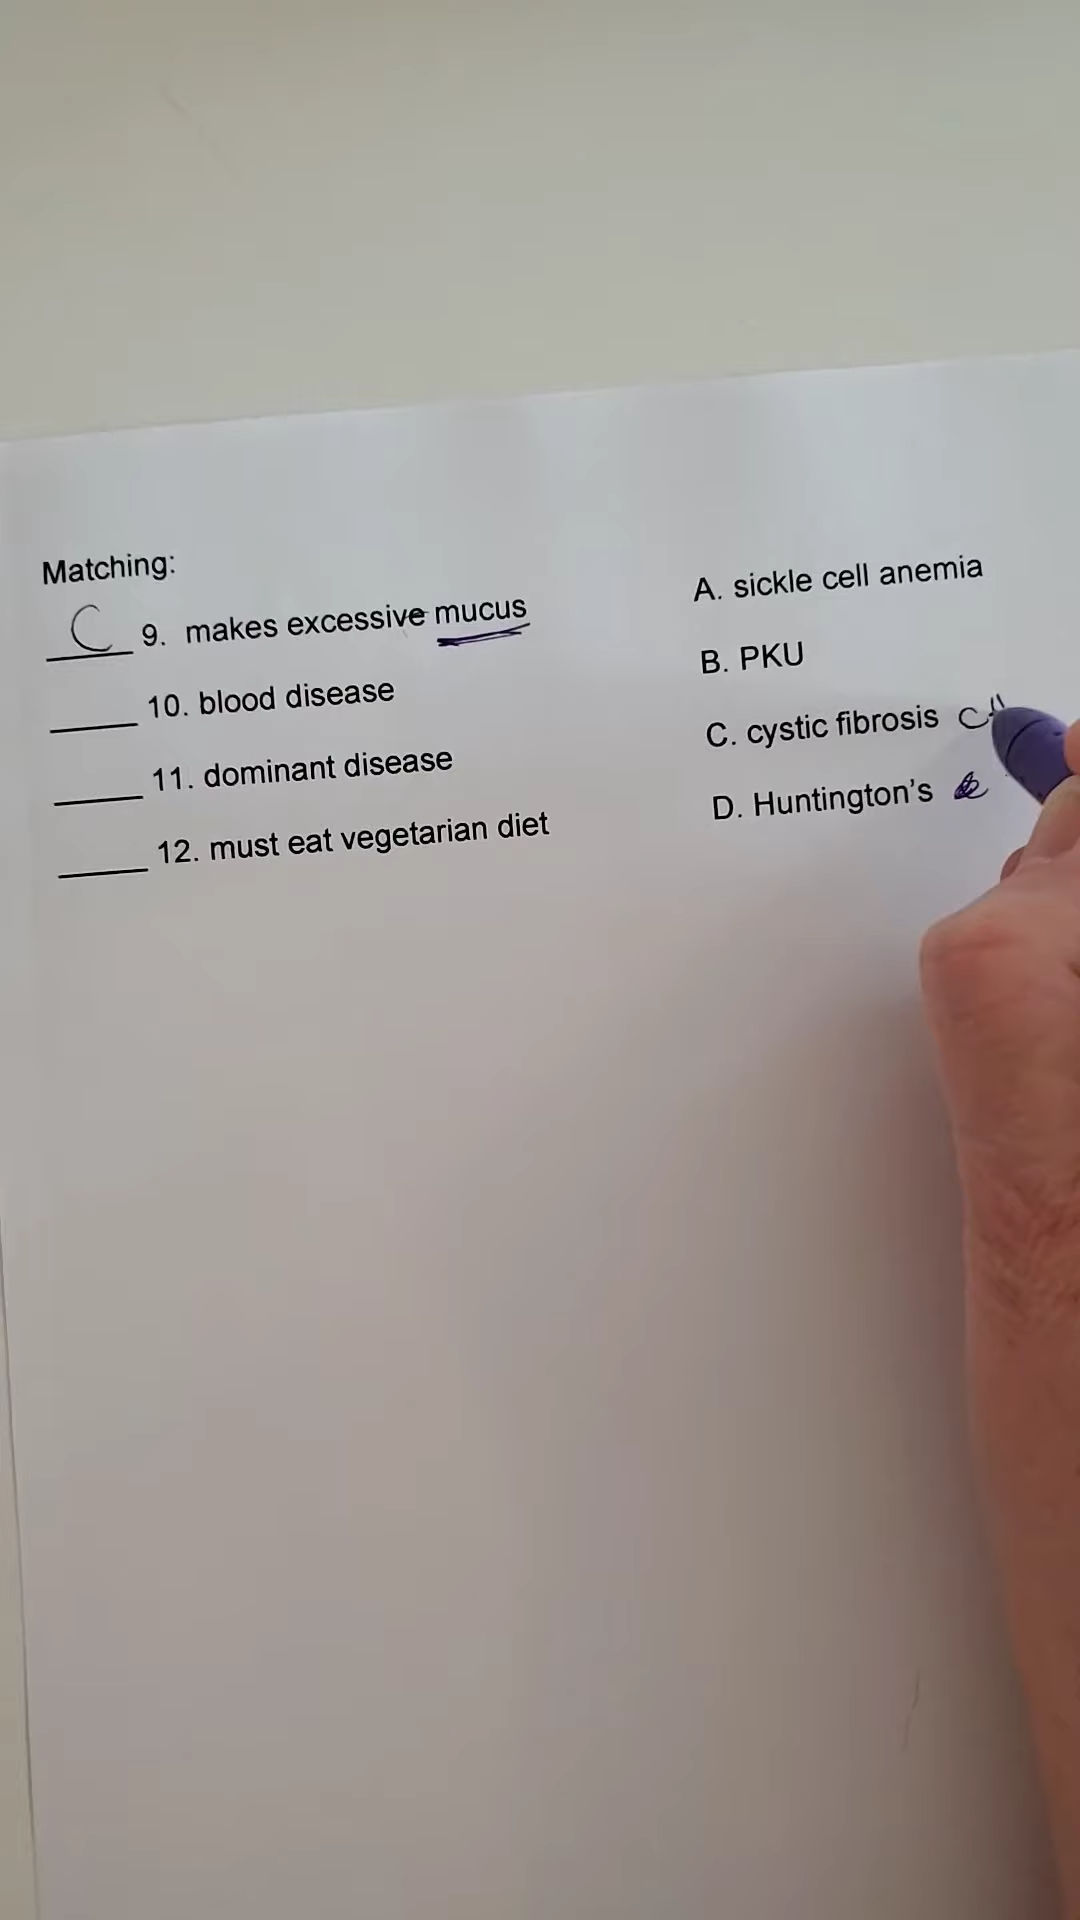 Matching:
C 9. makes excessive mucus
10. blood disease
11. dominant disease
12. must eat vegetarian diet
A. sickle cell anemia
B. PKU
C. cystic fibrosis
D. Huntington's